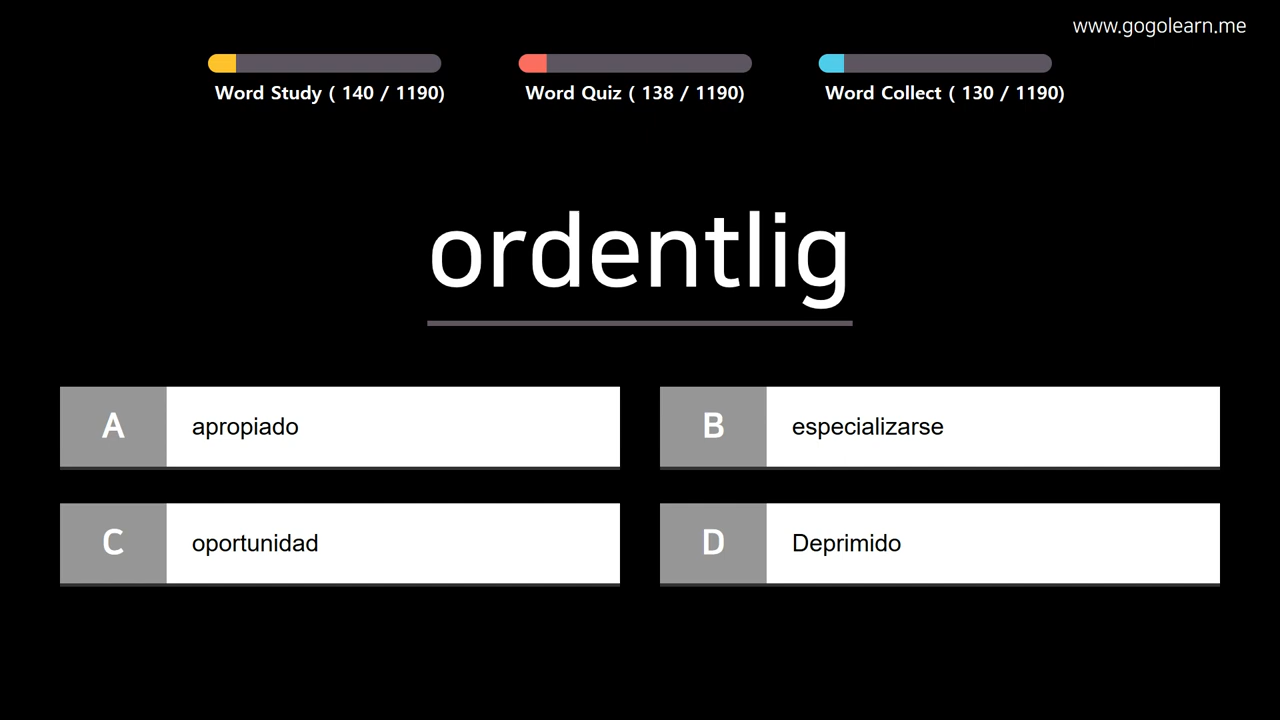 www.gogolearn.me
Word Study ( 140 / 1190)
Word Quiz ( 138 / 1190)
Word Collect ( 130 / 1190)
ordentlig
A apropiado
B especializarse
C oportunidad
D Deprimido